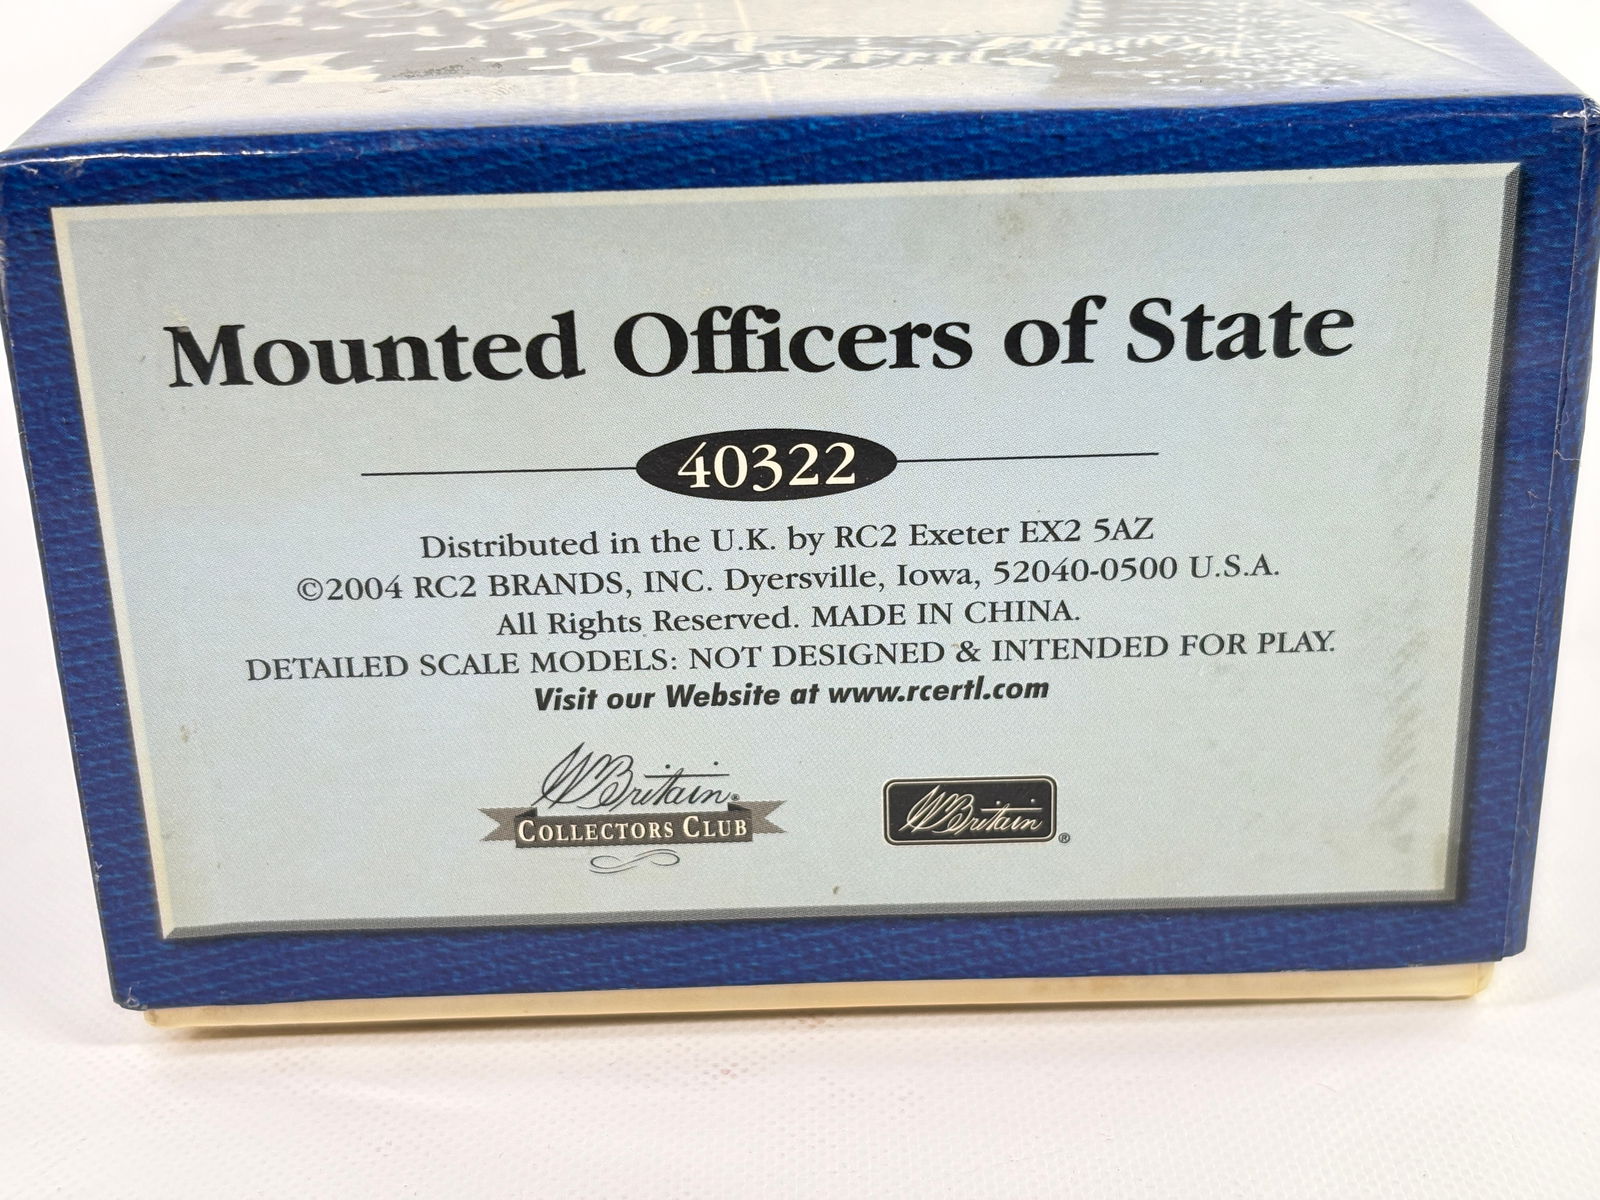 Mounted Officers of State
40322
Distributed in the U.K. by RC2 Exeter EX2 5AZ
©2004 RC2 BRANDS, INC. Dyersville, Iowa, 52040-0500 U.S.A.
All Rights Reserved. MADE IN CHINA.
DETAILED SCALE MODELS: NOT DESIGNED & INTENDED FOR PLAY.
Visit our Website at www.rcertl.com
WBritain®
COLLECTORS CLUB
WBritain®